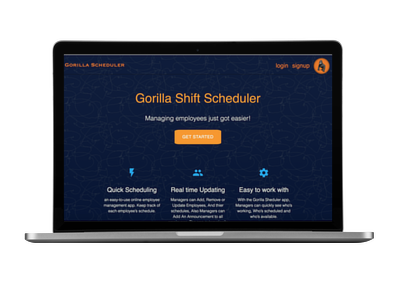 GORILLA SCHEDULER
login signup
Gorilla Shift Scheduler
Managing employees just got easier!
GET STARTED
Quick Scheduling
an easy-to-use online employee
management app. Keep track of
each employee's schedule.
Real time Updating
Managers can Add, Remove or
Update Employees. And their
schedules, Also Managers can
Add An Announcement to all
Easy to work with
With the Gorilla Sheduler app,
Managers can quickly see who's
working, Who's scheduled and
who's available.